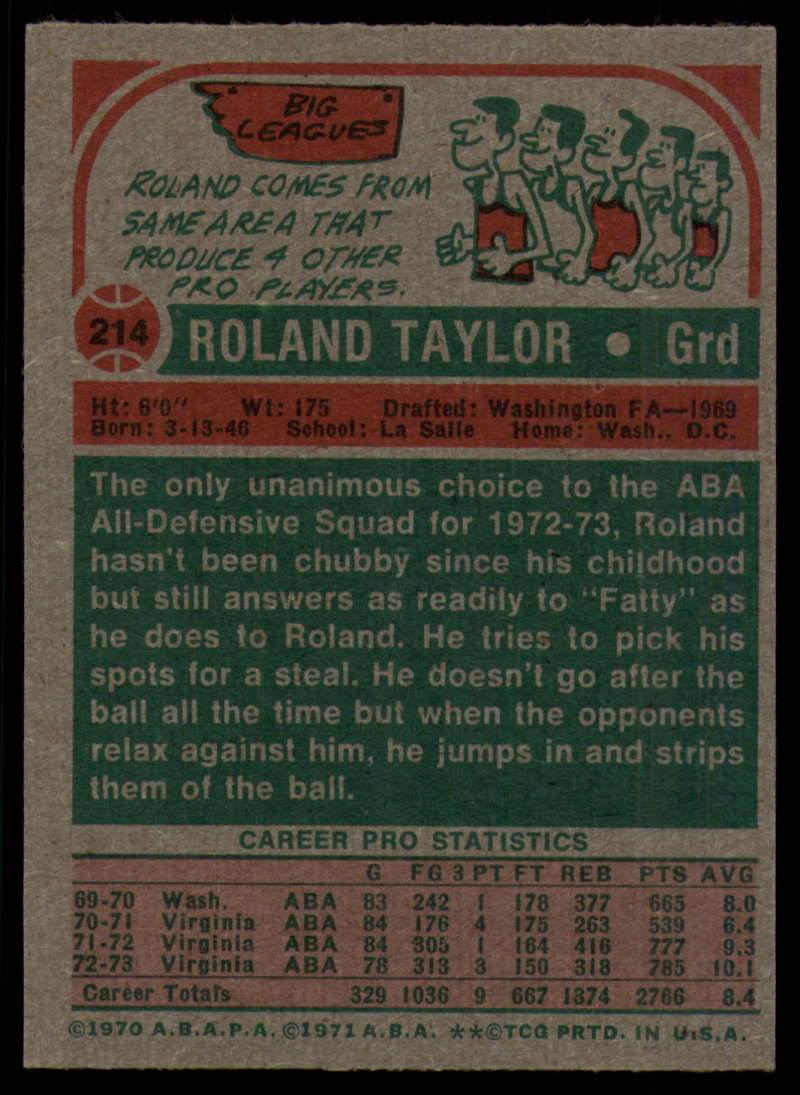 BIG
LEAGUES
ROLAND COMES FROM
SAME AREA THAT
PRODUCE 4 OTHER
PRO PLAYERS.
214 ROLAND TAYLOR • Grd
Ht: 6'0" Wt: 175 Drafted: Washington FA—1969
Born: 3-13-46 School: La Salle Home: Wash., D.C.
The only unanimous choice to the ABA
All-Defensive Squad for 1972-73, Roland
hasn't been chubby since his childhood
but still answers as readily to "Fatty" as
he does to Roland. He tries to pick his
spots for a steal. He doesn't go after the
ball all the time but when the opponents
relax against him, he jumps in and strips
them of the ball.
CAREER PRO STATISTICS
G FG 3 PT FT REB PTS AVG
69-70 Wash. ABA 83 242 1 178 377 665 8.0
70-71 Virginia ABA 84 176 4 175 263 539 6.4
71-72 Virginia ABA 84 305 1 164 416 777 9.3
72-73 Virginia ABA 78 313 3 150 318 785 10.1
Career Totals 329 1036 9 667 1374 2766 8.4
©1970 A.B.A.P.A. ©1971 A.B.A. **©TCG PRTD. IN U.S.A.